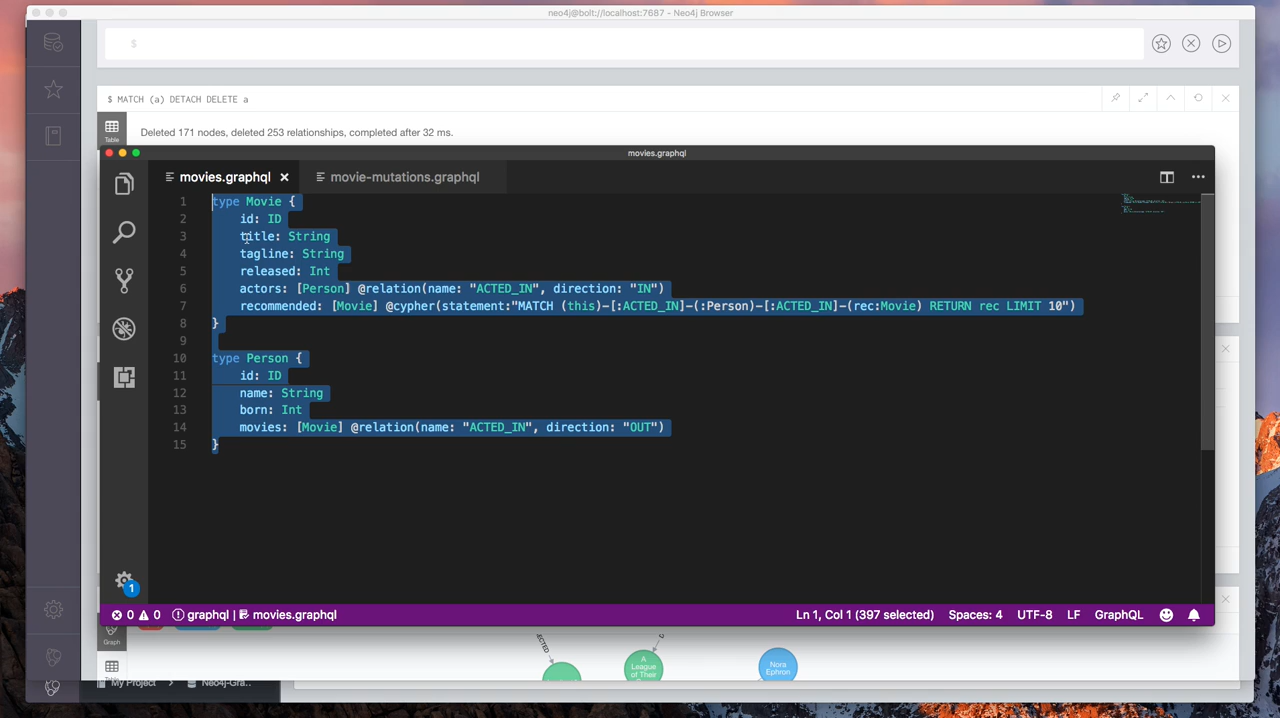 neo4j@bolt://localhost:7687 - Neo4j Browser
$
$ MATCH (a) DETACH DELETE a
Table
Deleted 171 nodes, deleted 253 relationships, completed after 32 ms.
movies.graphql
movies.graphql
movie-mutations.graphql
1 type Movie {
2 id: ID
3 title: String
4 tagline: String
5 released: Int
6 actors: [Person] @relation(name: "ACTED_IN", direction: "IN")
7 recommended: [Movie] @cypher(statement:"MATCH (this)-[:ACTED_IN]-(:Person)-[:ACTED_IN]-(rec:Movie) RETURN rec LIMIT 10")
8 }
9
10 type Person {
11 id: ID
12 name: String
13 born: Int
14 movies: [Movie] @relation(name: "ACTED_IN", direction: "OUT")
15 }
1
0 0 graphql | movies.graphql
Ln 1, Col 1 (397 selected) Spaces: 4 UTF-8 LF GraphQL
Graph
A
League
of Their
Nora
Ephron
Table
My Project > Neo4j-Gra..